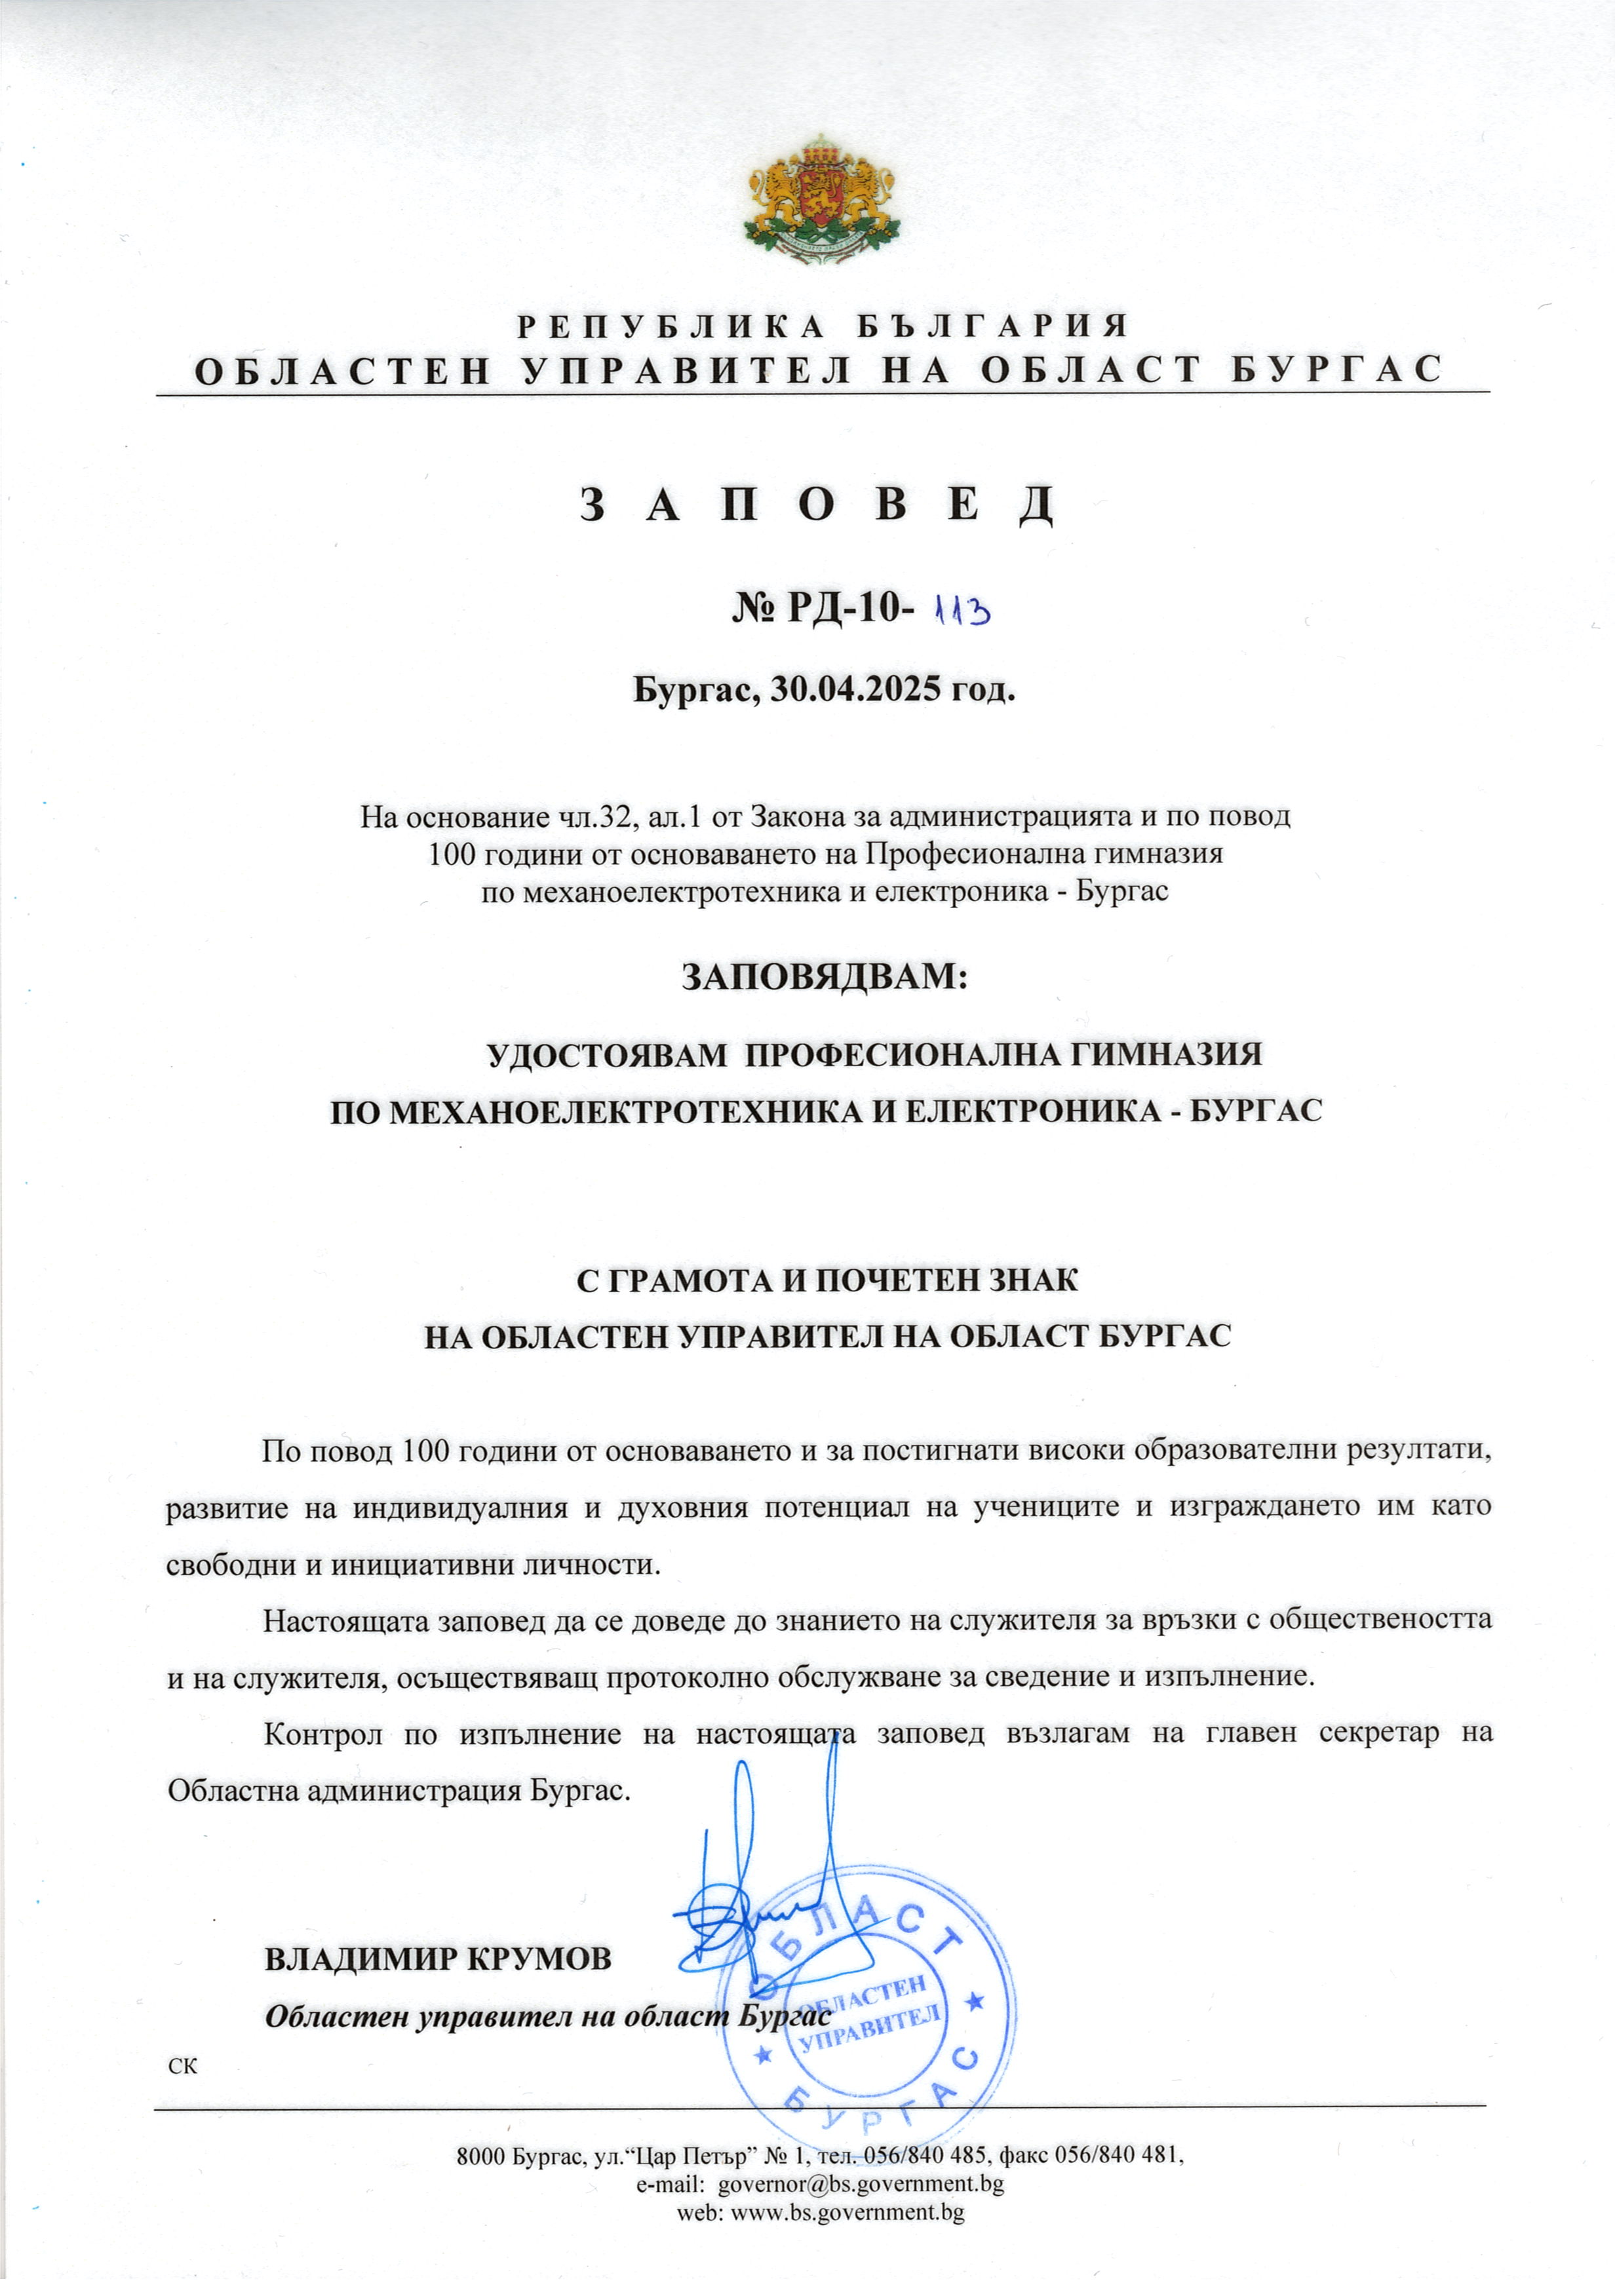 РЕПУБЛИКА БЪЛГАРИЯ
ОБЛАСТЕН УПРАВИТЕЛ НА ОБЛАСТ БУРГАС
З А П О В Е Д
№ РД-10- 113
Бургас, 30.04.2025 год.
На основание чл.32, ал.1 от Закона за администрацията и по повод
100 години от основаването на Професионална гимназия
по механоелектротехника и електроника - Бургас
ЗАПОВЯДВАМ:
УДОСТОЯВАМ ПРОФЕСИОНАЛНА ГИМНАЗИЯ
ПО МЕХАНОЕЛЕКТРОТЕХНИКА И ЕЛЕКТРОНИКА - БУРГАС
С ГРАМОТА И ПОЧЕТЕН ЗНАК
НА ОБЛАСТЕН УПРАВИТЕЛ НА ОБЛАСТ БУРГАС
По повод 100 години от основаването и за постигнати високи образователни резултати,
развитие на индивидуалния и духовния потенциал на учениците и изграждането им като
свободни и инициативни личности.
Настоящата заповед да се доведе до знанието на служителя за връзки с обществеността
и на служителя, осъществяващ протоколно обслужване за сведение и изпълнение.
Контрол по изпълнение на настоящата заповед възлагам на главен секретар на
Областна администрация Бургас.
ВЛАДИМИР КРУМОВ
Областен управител на област Бургас
ОБЛАСТ
ОБЛАСТЕН
УПРАВИТЕЛ
БУРГАС
СК
8000 Бургас, ул.“Цар Петър” № 1, тел. 056/840 485, факс 056/840 481,
e-mail: governor@bs.government.bg
web: www.bs.government.bg